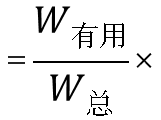 = W有用 / W总 ×